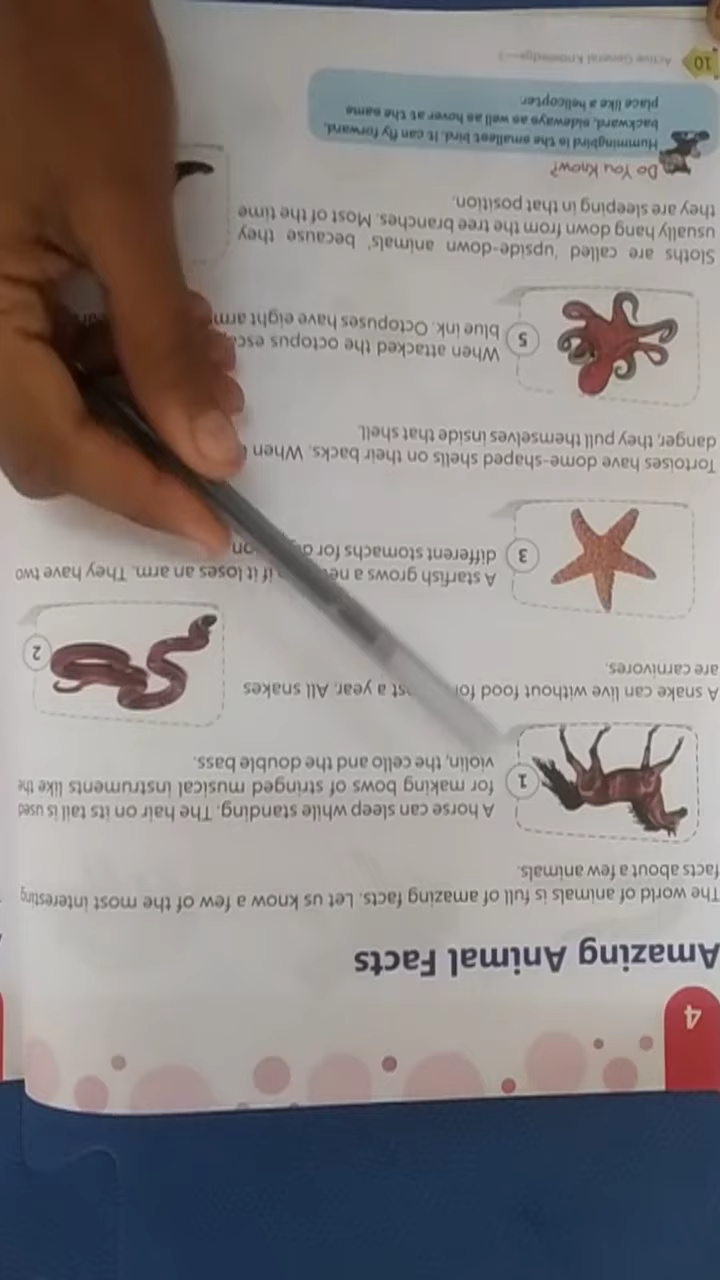 4
Amazing Animal Facts
The world of animals is full of amazing facts. Let us know a few of the most interesting
facts about a few animals.
1
A horse can sleep while standing. The hair on its tail is used
for making bows of stringed musical instruments like the
violin, the cello and the double bass.
A snake can live without food for a year. All snakes
are carnivores.
2
3
A starfish grows a if it loses an arm. They have two
different stomachs for
Tortoises have dome-shaped shells on their backs. When
danger, they pull themselves inside that shell.
5
When attacked the octopus
blue ink. Octopuses have eight
Sloths are called 'upside-down animals' because they
usually hang down from the tree branches. Most of the time
they are sleeping in that position.
Do You Know?
Hummingbird is the smallest bird. It can fly forward,
backward, sideways as well as hover at the same
place like a helicopter.
10
Active General Knowledge